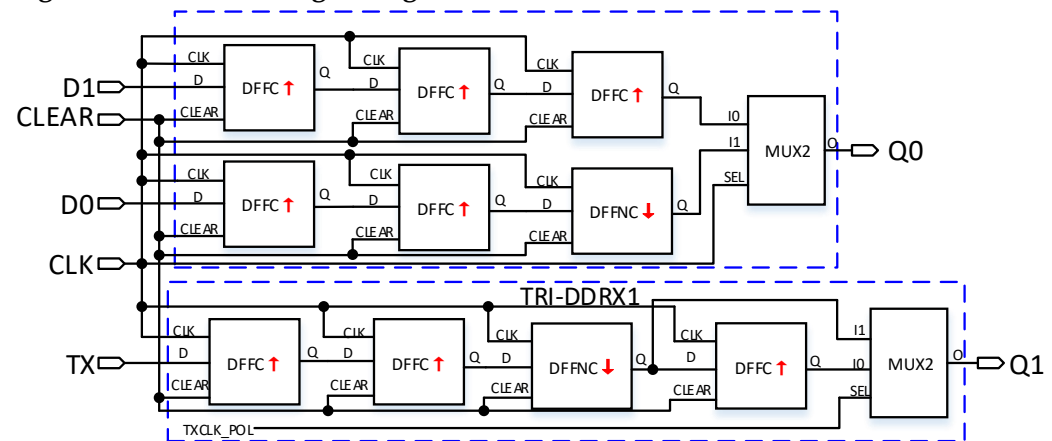 CLK
CLK
CLK
D1
D
DFFC
Q
D
DFFC
Q
D
DFFC
Q
I0
CLEAR
CLEAR
CLEAR
CLEAR
I1
MUX2
O
Q0
CLK
CLK
CLK
SEL
D0
D
DFFC
Q
D
DFFC
Q
D
DFFNC
Q
CLEAR
CLEAR
CLEAR
CLK
TRI-DDRX1
CLK
CLK
CLK
CLK
I1
TX
D
DFFC
Q
D
DFFC
Q
D
DFFNC
Q
D
DFFC
Q
I0
MUX2
O
Q1
CLEAR
CLEAR
CLEAR
CLEAR
SEL
TXCLK_POL